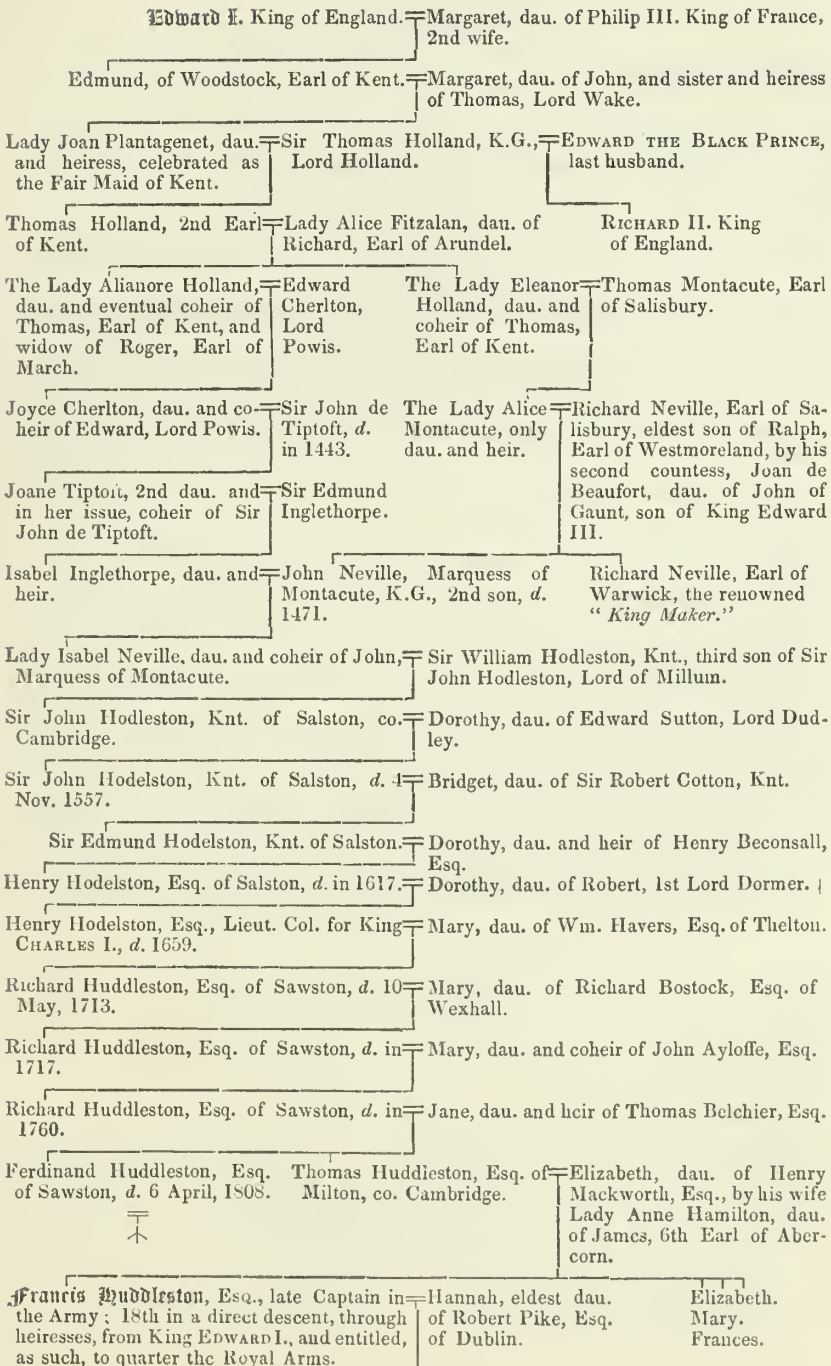 Edward I. King of England.
Margaret, dau. of Philip III. King of France,
2nd wife.
Edmund, of Woodstock, Earl of Kent.
Margaret, dau. of John, and sister and heiress
of Thomas, Lord Wake.
Lady Joan Plantagenet, dau.
and heiress, celebrated as
the Fair Maid of Kent.
Sir Thomas Holland, K.G.,
Lord Holland.
EDWARD THE BLACK PRINCE,
last husband.
Thomas Holland, 2nd Earl
of Kent.
Lady Alice Fitzalan, dau. of
Richard, Earl of Arundel.
RICHARD II. King
of England.
The Lady Alianore Holland,
dau. and eventual coheir of
Thomas, Earl of Kent, and
widow of Roger, Earl of
March.
Edward
Cherlton,
Lord
Powis.
The Lady Eleanor
Holland, dau. and
coheir of Thomas,
Earl of Kent.
Thomas Montacute, Earl
of Salisbury.
Joyce Cherlton, dau. and co-
heir of Edward, Lord Powis.
Sir John de
Tiptoft, d.
in 1443.
The Lady Alice
Montacute, only
dau. and heir.
Richard Neville, Earl of Sa-
lisbury, eldest son of Ralph,
Earl of Westmoreland, by his
second countess, Joan de
Beaufort, dau. of John of
Gaunt, son of King Edward
III.
Joane Tiptoft, 2nd dau. and
in her issue, coheir of Sir
John de Tiptoft.
Sir Edmund
Inglethorpe.
Isabel Inglethorpe, dau. and
heir.
John Neville, Marquess of
Montacute, K.G., 2nd son, d.
1471.
Richard Neville, Earl of
Warwick, the renowned
"King Maker."
Lady Isabel Neville, dau. and coheir of John,
Marquess of Montacute.
Sir William Hodleston, Knt., third son of Sir
John Hodleston, Lord of Millum.
Sir John Hodleston, Knt. of Salston, co.
Cambridge.
Dorothy, dau. of Edward Sutton, Lord Dud-
ley.
Sir John Hodelston, Knt. of Salston, d. 4
Nov. 1557.
Bridget, dau. of Sir Robert Cotton, Knt.
Sir Edmund Hodelston, Knt. of Salston.
Dorothy, dau. and heir of Henry Beconsall,
Esq.
Henry Hodelston, Esq. of Salston, d. in 1617.
Dorothy, dau. of Robert, 1st Lord Dormer.
Henry Hodelston, Esq., Lieut. Col. for King
CHARLES I., d. 1659.
Mary, dau. of Wm. Havers, Esq. of Thelton.
Richard Huddleston, Esq. of Sawston, d. 10
May, 1713.
Mary, dau. of Richard Bostock, Esq. of
Wexhall.
Richard Huddleston, Esq. of Sawston, d. in
1717.
Mary, dau. and coheir of John Ayloffe, Esq.
Richard Huddleston, Esq. of Sawston, d. in
1760.
Jane, dau. and heir of Thomas Belchier, Esq.
Ferdinand Huddleston, Esq.
of Sawston, d. 6 April, 1808.
Thomas Huddleston, Esq. of
Milton, co. Cambridge.
Elizabeth, dau. of Henry
Mackworth, Esq., by his wife
Lady Anne Hamilton, dau.
of James, 6th Earl of Aber-
corn.
Francis Huddleston, Esq., late Captain in
the Army; 18th in a direct descent, through
heiresses, from King EDWARD I., and entitled,
as such, to quarter the Royal Arms.
Hannah, eldest dau.
of Robert Pike, Esq.
of Dublin.
Elizabeth.
Mary.
Frances.